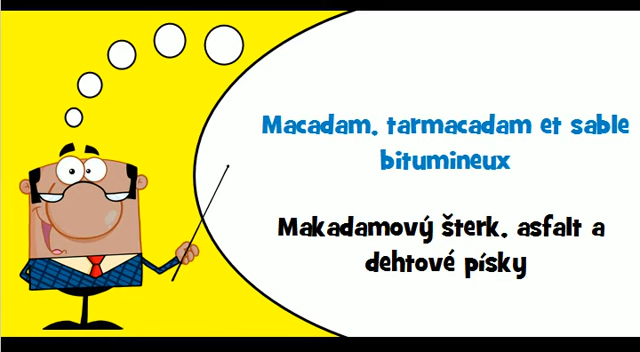 Macadam, tarmacadam et sable
bitumineux
Makadamový šterk, asfalt a
dehtové písky